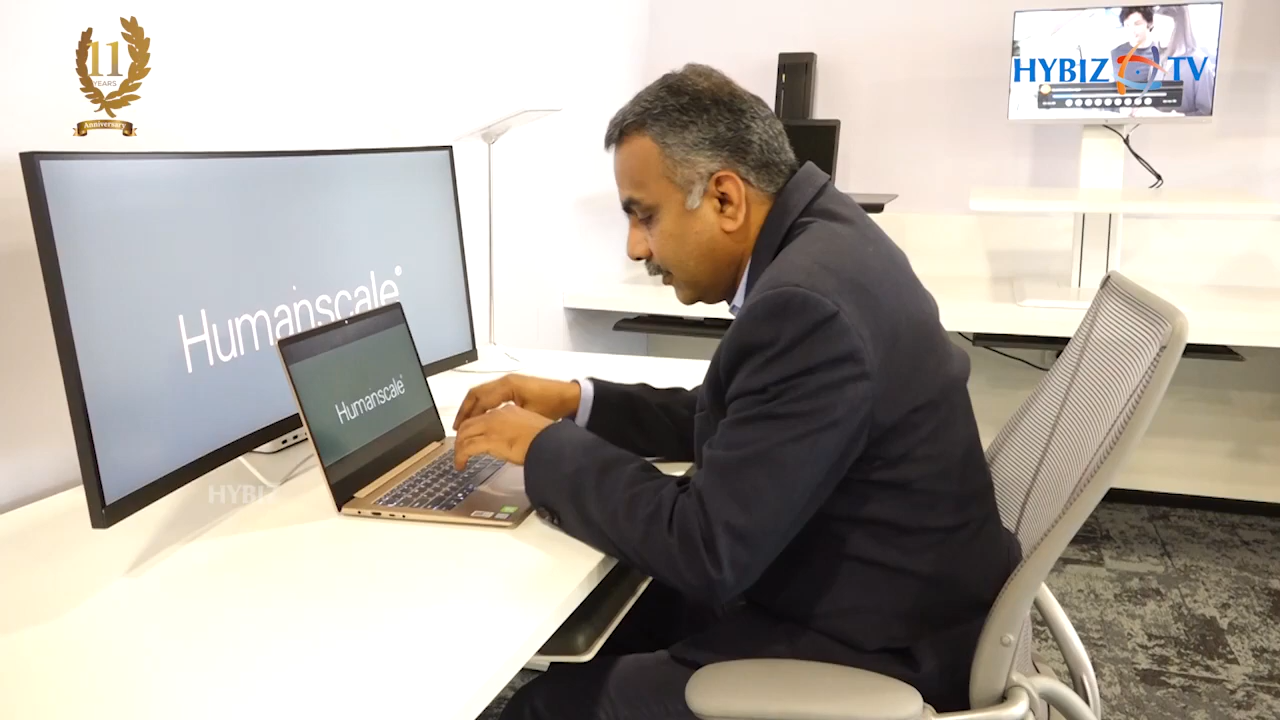 11
YEARS
Anniversary
HYBIZ TV
Humanscale
Humanscale
HYBIZ